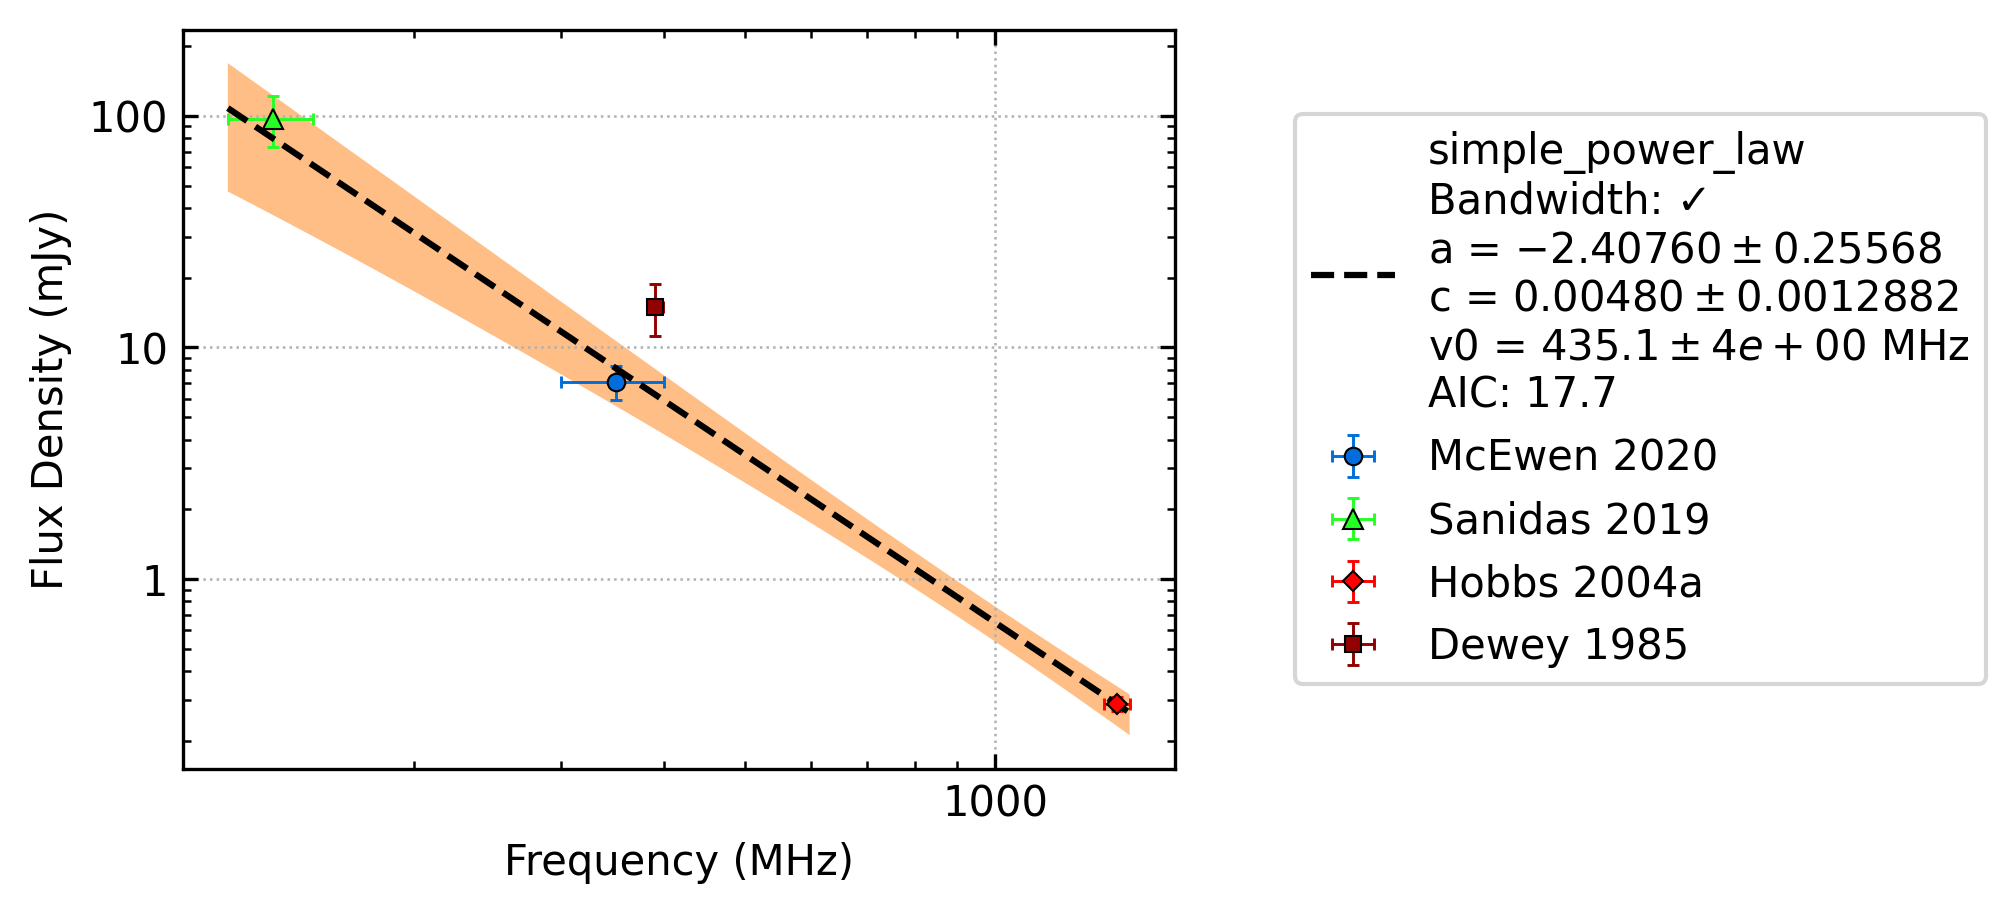 100
10
1
Flux Density (mJy)
1000
Frequency (MHz)
simple_power_law
Bandwidth: ✓
a = −2.40760 ± 0.25568
c = 0.00480 ± 0.0012882
v0 = 435.1 ± 4e + 00 MHz
AIC: 17.7
McEwen 2020
Sanidas 2019
Hobbs 2004a
Dewey 1985